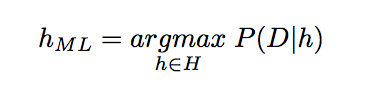 h_{ML} = argmax P(D|h)
h∈H